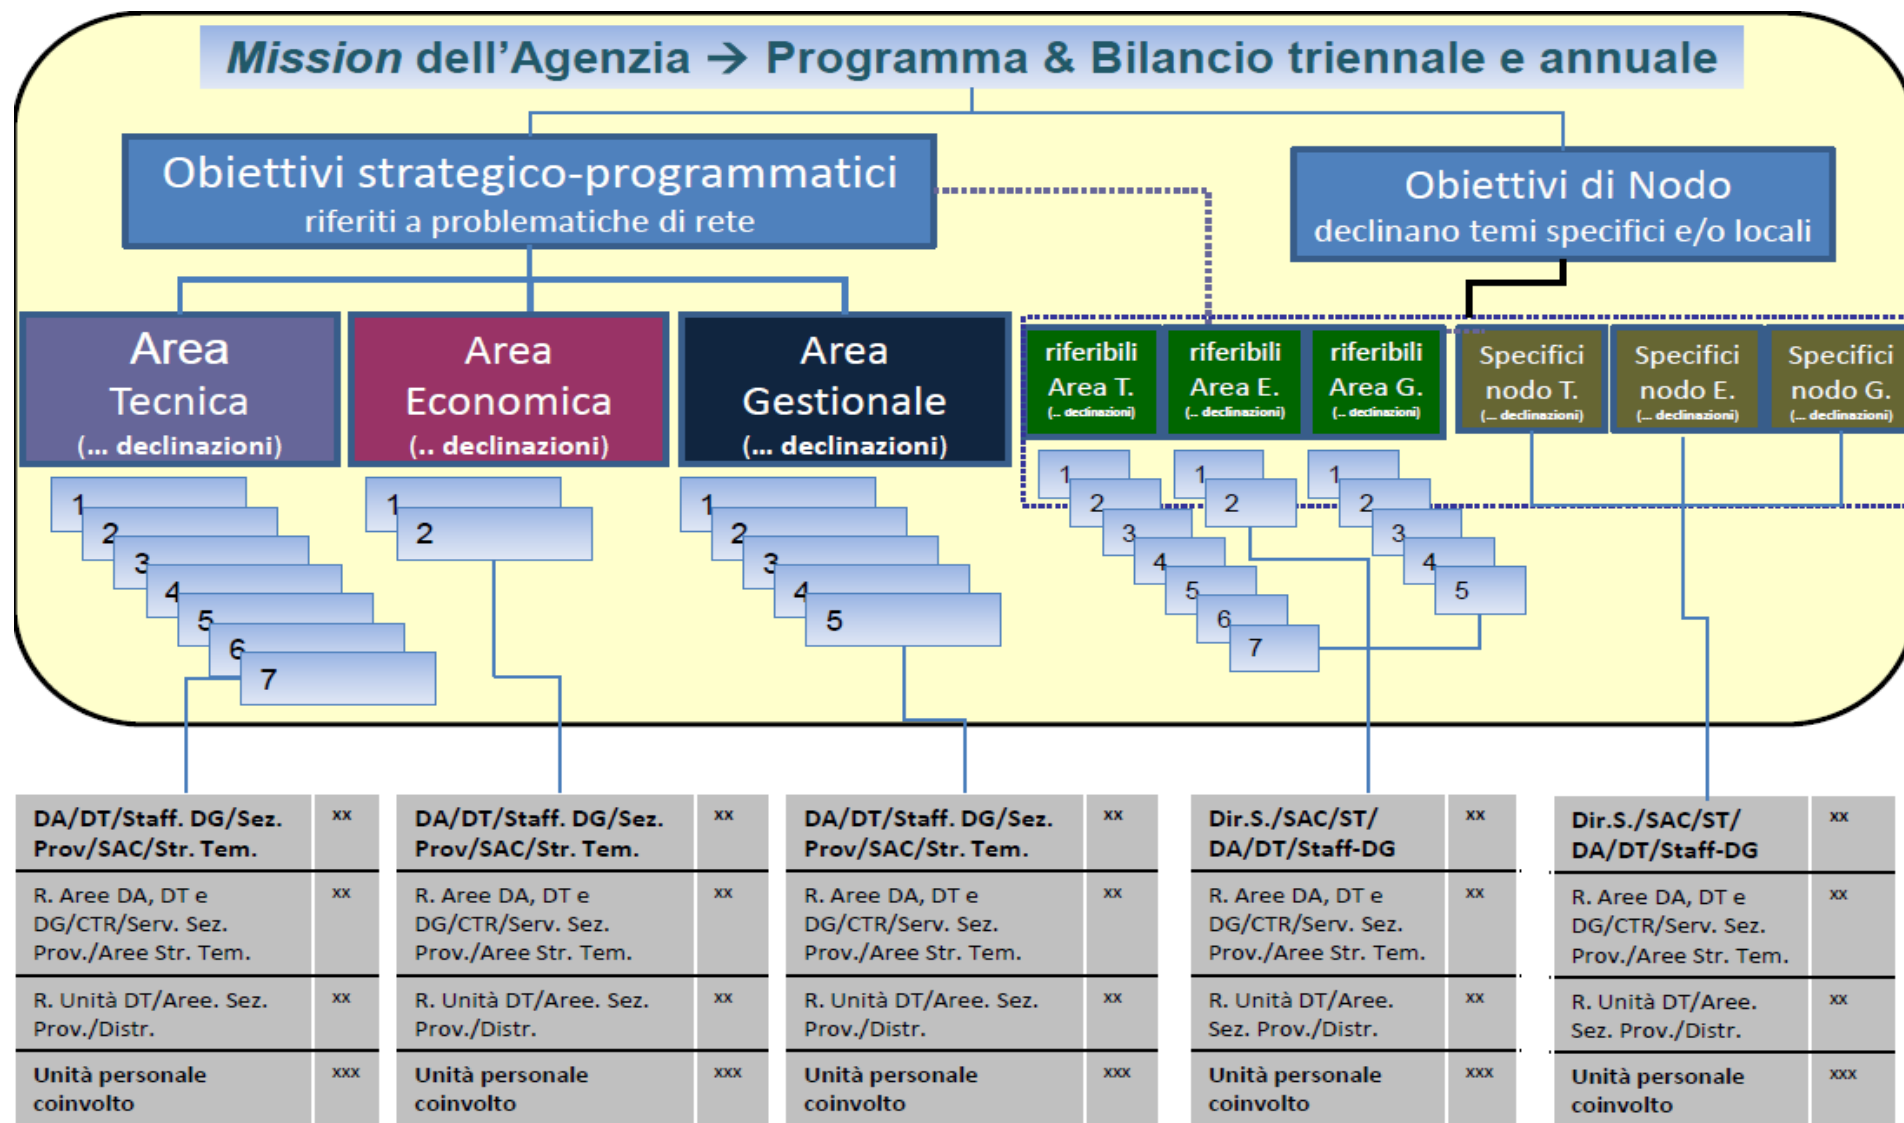 Mission dell'Agenzia → Programma & Bilancio triennale e annuale
Obiettivi strategico-programmatici
riferiti a problematiche di rete
Obiettivi di Nodo
declinano temi specifici e/o locali
Area
Tecnica
(... declinazioni)
Area
Economica
(.. declinazioni)
Area
Gestionale
(... declinazioni)
riferibili
Area T.
(.. declinazioni)
riferibili
Area E.
(.. declinazioni)
riferibili
Area G.
(.. declinazioni)
Specifici
nodo T.
(... declinazioni)
Specifici
nodo E.
(... declinazioni)
Specifici
nodo G.
(... declinazioni)
1
2
3
4
5
6
7
1
2
1
2
3
4
5
1
2
3
4
5
6
7
1
2
1
2
3
4
5
DA/DT/Staff. DG/Sez. xx
Prov/SAC/Str. Tem.
R. Aree DA, DT e xx
DG/CTR/Serv. Sez.
Prov./Aree Str. Tem.
R. Unità DT/Aree. Sez. xx
Prov./Distr.
Unità personale xxx
coinvolto
DA/DT/Staff. DG/Sez. xx
Prov/SAC/Str. Tem.
R. Aree DA, DT e xx
DG/CTR/Serv. Sez.
Prov./Aree Str. Tem.
R. Unità DT/Aree. Sez. xx
Prov./Distr.
Unità personale xxx
coinvolto
DA/DT/Staff. DG/Sez. xx
Prov/SAC/Str. Tem.
R. Aree DA, DT e xx
DG/CTR/Serv. Sez.
Prov./Aree Str. Tem.
R. Unità DT/Aree. Sez. xx
Prov./Distr.
Unità personale xxx
coinvolto
Dir.S./SAC/ST/ xx
DA/DT/Staff-DG
R. Aree DA, DT e xx
DG/CTR/Serv. Sez.
Prov./Aree Str. Tem.
R. Unità DT/Aree. xx
Sez. Prov./Distr.
Unità personale xxx
coinvolto
Dir.S./SAC/ST/ xx
DA/DT/Staff-DG
R. Aree DA, DT e xx
DG/CTR/Serv. Sez.
Prov./Aree Str. Tem.
R. Unità DT/Aree. xx
Sez. Prov./Distr.
Unità personale xxx
coinvolto